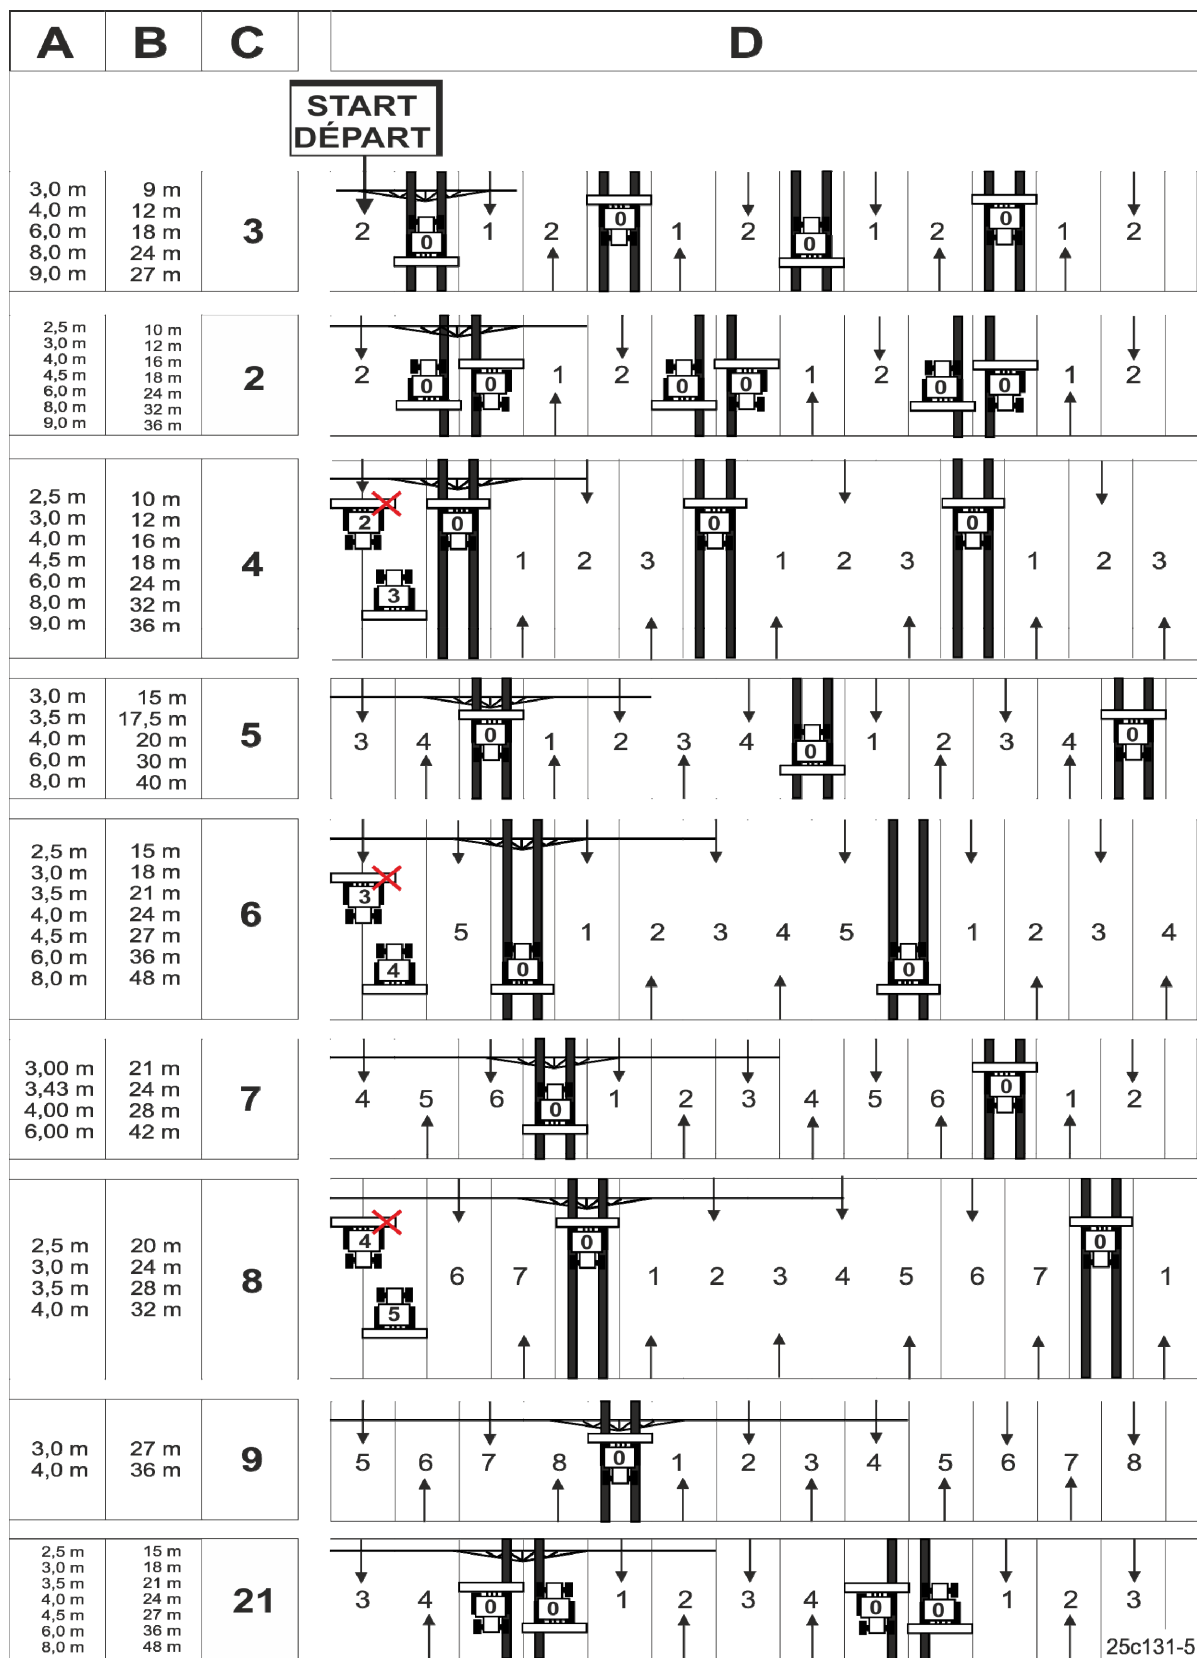 A B C D
START
DÉPART
3,0 m 9 m
4,0 m 12 m
6,0 m 18 m
8,0 m 24 m
9,0 m 27 m
3
2 0 1 2 0 1 2 0 1 2 0 1 2
2,5 m 10 m
3,0 m 12 m
4,0 m 16 m
4,5 m 18 m
6,0 m 24 m
8,0 m 32 m
9,0 m 36 m
2
2 0 0 1 2 0 0 1 2 0 0 1 2
2,5 m 10 m
3,0 m 12 m
4,0 m 16 m
4,5 m 18 m
6,0 m 24 m
8,0 m 32 m
9,0 m 36 m
4
2 3 0 1 2 3 0 1 2 3 0 1 2 3
3,0 m 15 m
3,5 m 17,5 m
4,0 m 20 m
6,0 m 30 m
8,0 m 40 m
5
3 4 0 1 2 3 4 0 1 2 3 4 0
2,5 m 15 m
3,0 m 18 m
3,5 m 21 m
4,0 m 24 m
4,5 m 27 m
6,0 m 36 m
8,0 m 48 m
6
3 4 5 0 1 2 3 4 5 0 1 2 3 4
3,00 m 21 m
3,43 m 24 m
4,00 m 28 m
6,00 m 42 m
7
4 5 6 0 1 2 3 4 5 6 0 1 2
2,5 m 20 m
3,0 m 24 m
3,5 m 28 m
4,0 m 32 m
8
4 5 6 7 0 1 2 3 4 5 6 7 0 1
3,0 m 27 m
4,0 m 36 m
9
5 6 7 8 0 1 2 3 4 5 6 7 8
2,5 m 15 m
3,0 m 18 m
3,5 m 21 m
4,0 m 24 m
4,5 m 27 m
6,0 m 36 m
8,0 m 48 m
21
3 4 0 0 1 2 3 4 0 0 1 2 3
25c131-5